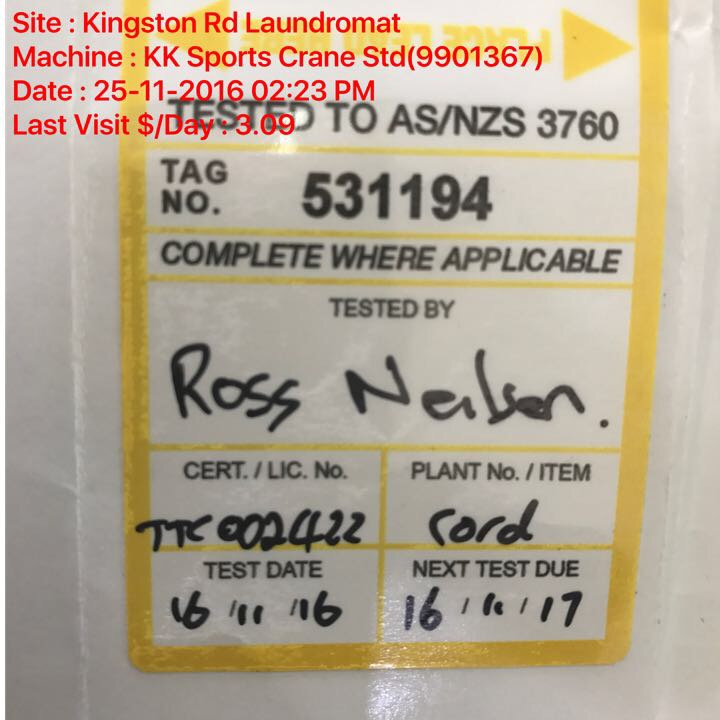 Site : Kingston Rd Laundromat
Machine : KK Sports Crane Std(9901367)
Date : 25-11-2016 02:23 PM
Last Visit $/Day : 3.09
TESTED TO AS/NZS 3760
TAG NO. 531194
COMPLETE WHERE APPLICABLE
TESTED BY
Ross Neilson.
CERT. / LIC. No. PLANT No. / ITEM
TTC002422 Cord
TEST DATE NEXT TEST DUE
16/11/16 16/11/17